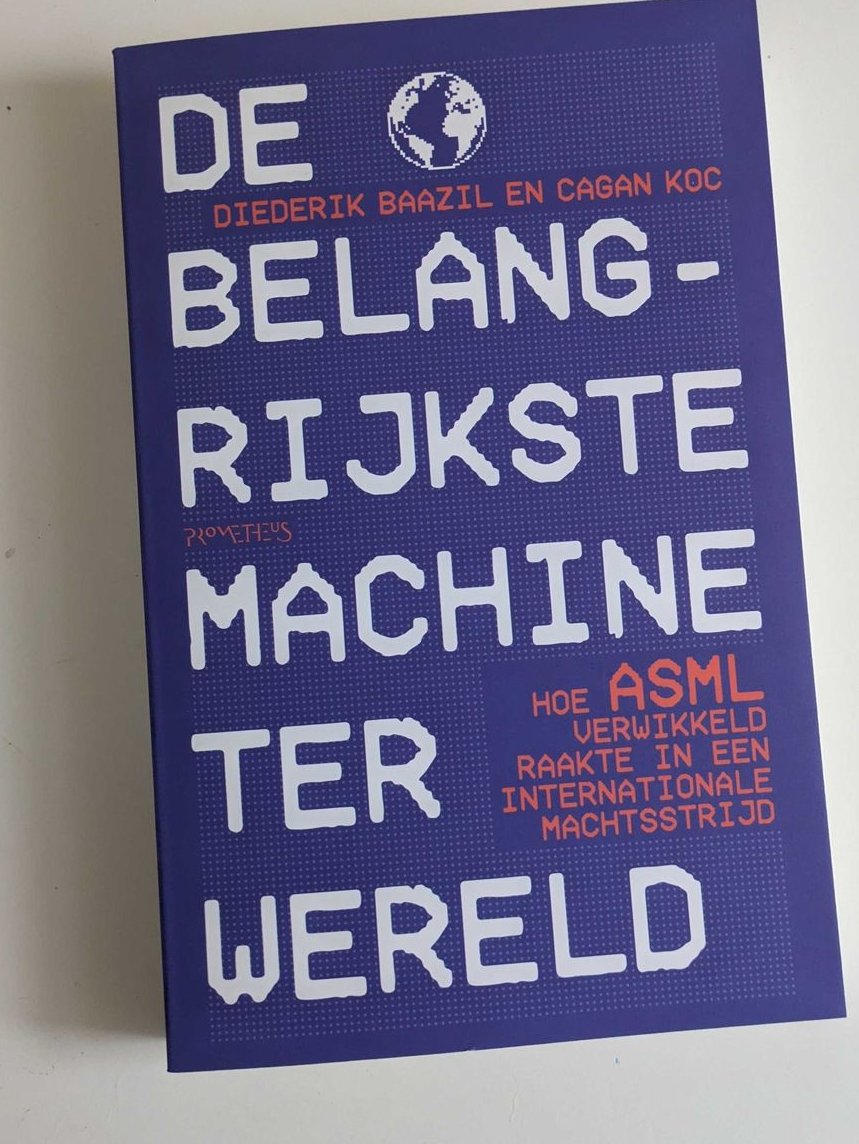 DE
DIEDERIK BAAZIL EN CAGAN KOC
BELANG-
RIJKSTE
PROMETHEUS
MACHINE
HOE ASML
VERWIKKELD
RAAKTE IN EEN
INTERNATIONALE
MACHTSSTRIJD
TER
WERELD